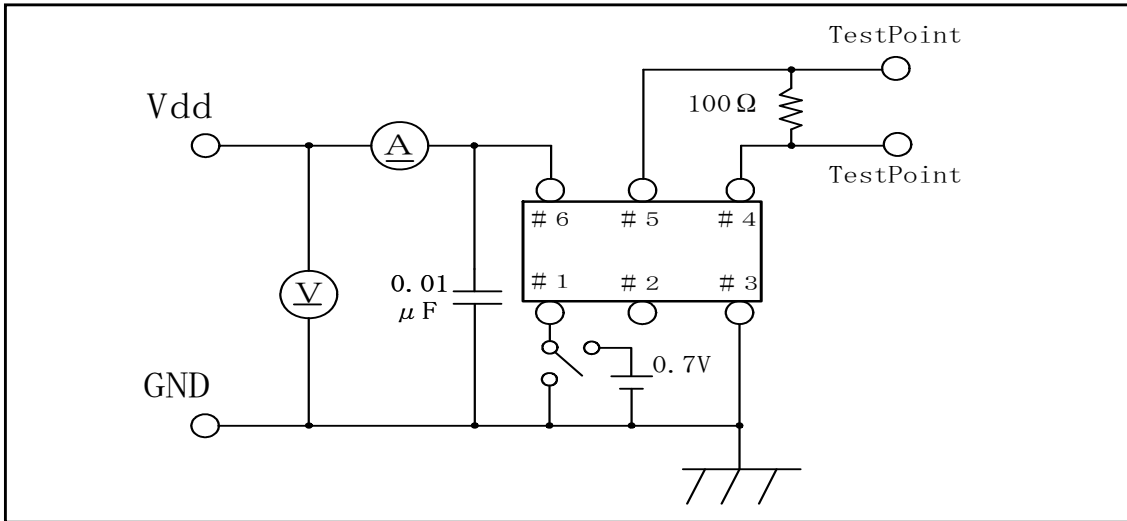 TestPoint
100Ω
Vdd
A
TestPoint
#6 #5 #4
#1 #2 #3
V
0.01
μF
0.7V
GND